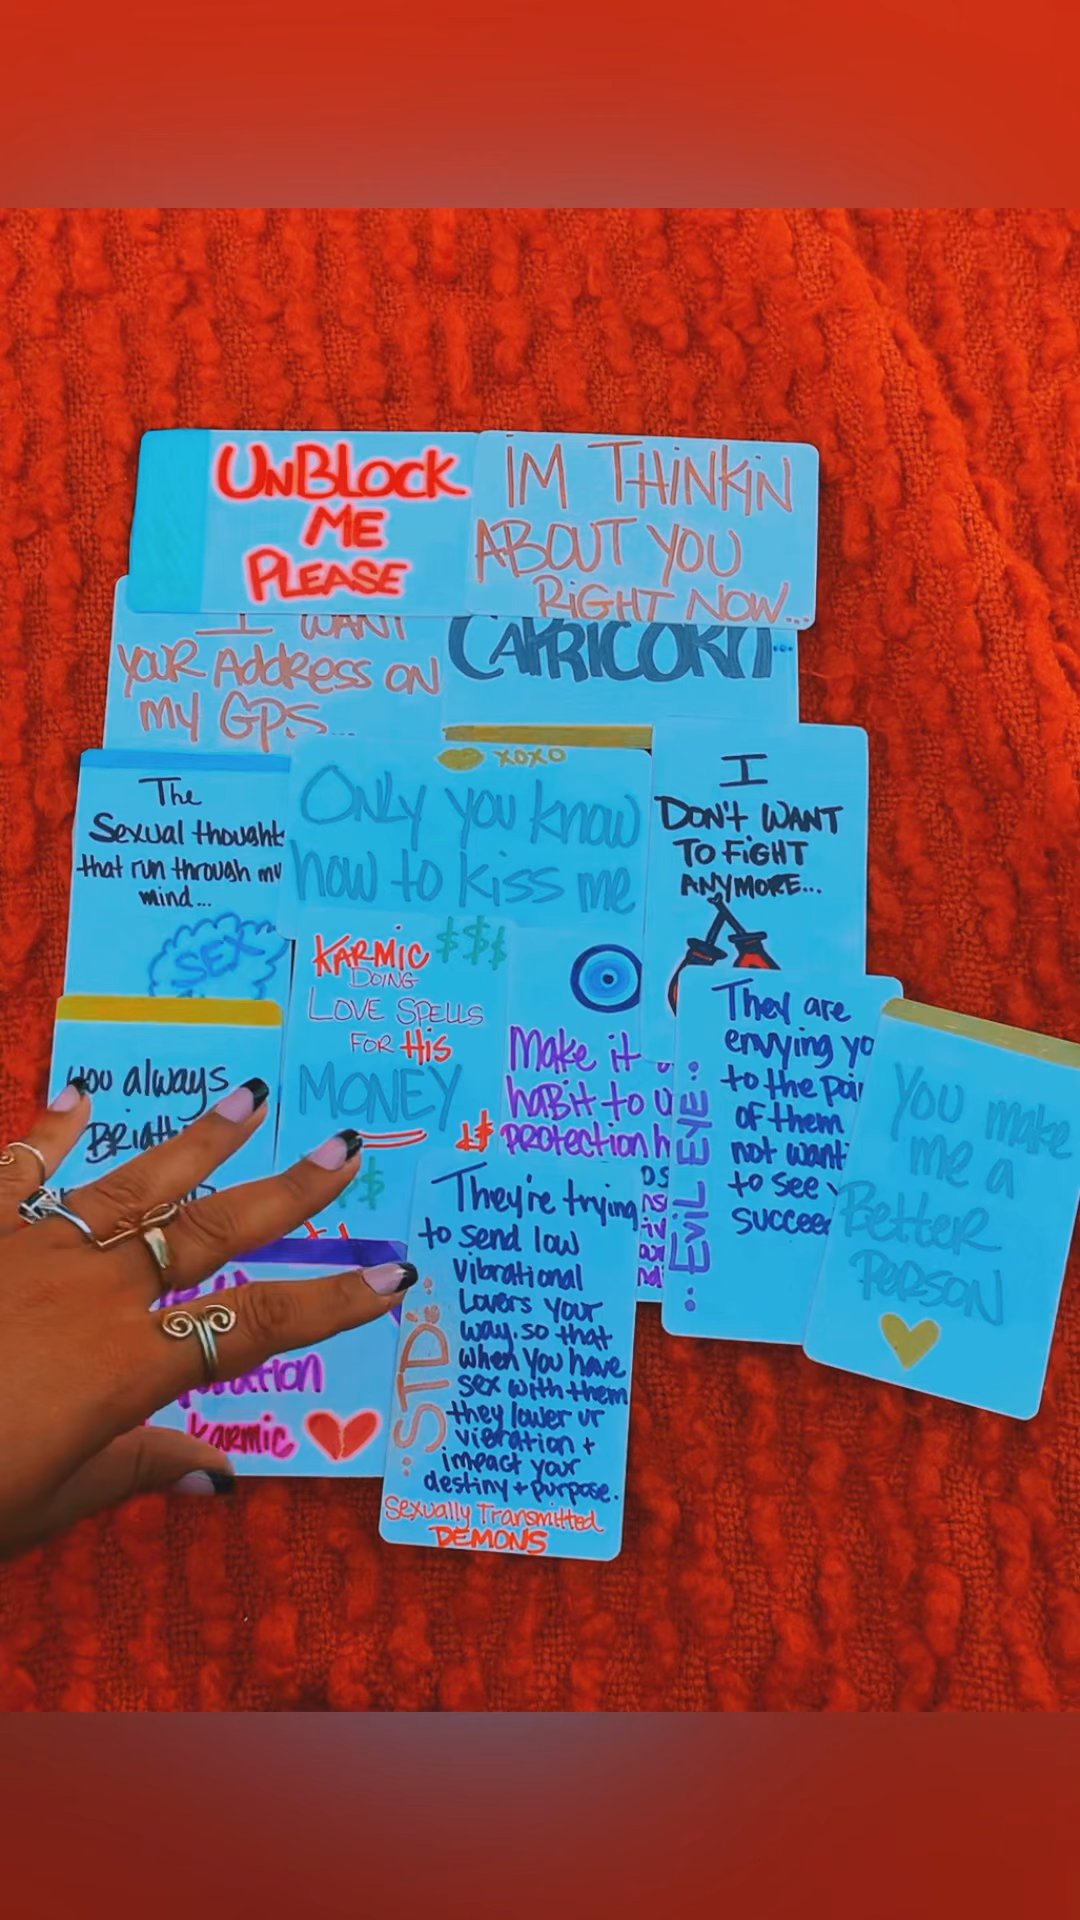 UNBLOCK
ME
PLEASE
IM THINKIN
ABOUT YOU
RIGHT NOW...
I WANT
YOUR Address ON
my GPS...
CAPRICORN...
The
Sexual thought
that run through my
mind...
SEX
XOXO
ONLY you know
how to kiss me
I
DON'T WANT
TO FIGHT
ANYMORE...
KARMIC $$$
DOING
LOVE SPELLS
FOR His
MONEY
Make it
habit to u
protection h
..EVIL EYE..
They are
envying yo
to the poi
of them
not want
to see
succeed
You make
me a
Better
PERSON
you always
They're trying
to send low
vibrational
Lovers your
way. so that
when you have
sex with them
they lower ur
vibration +
impact your
destiny + purpose.
..STD's..
Sexually Transmitted
DEMONS
Karmic